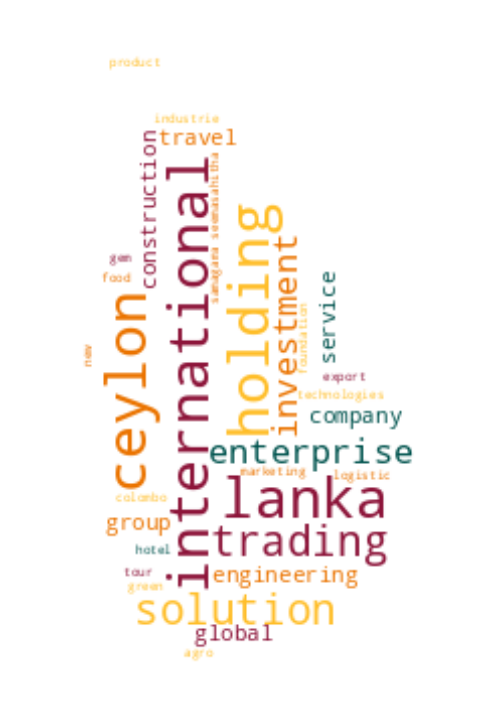 product
industrie
travel
construction
international
samagama seemasahitha
holding
investment
gem
food
ceylon
new
service
foundation
export
technologies
company
enterprise
marketing
logistic
lanka
colombo
group
trading
hotel
tour
engineering
green
solution
global
agro